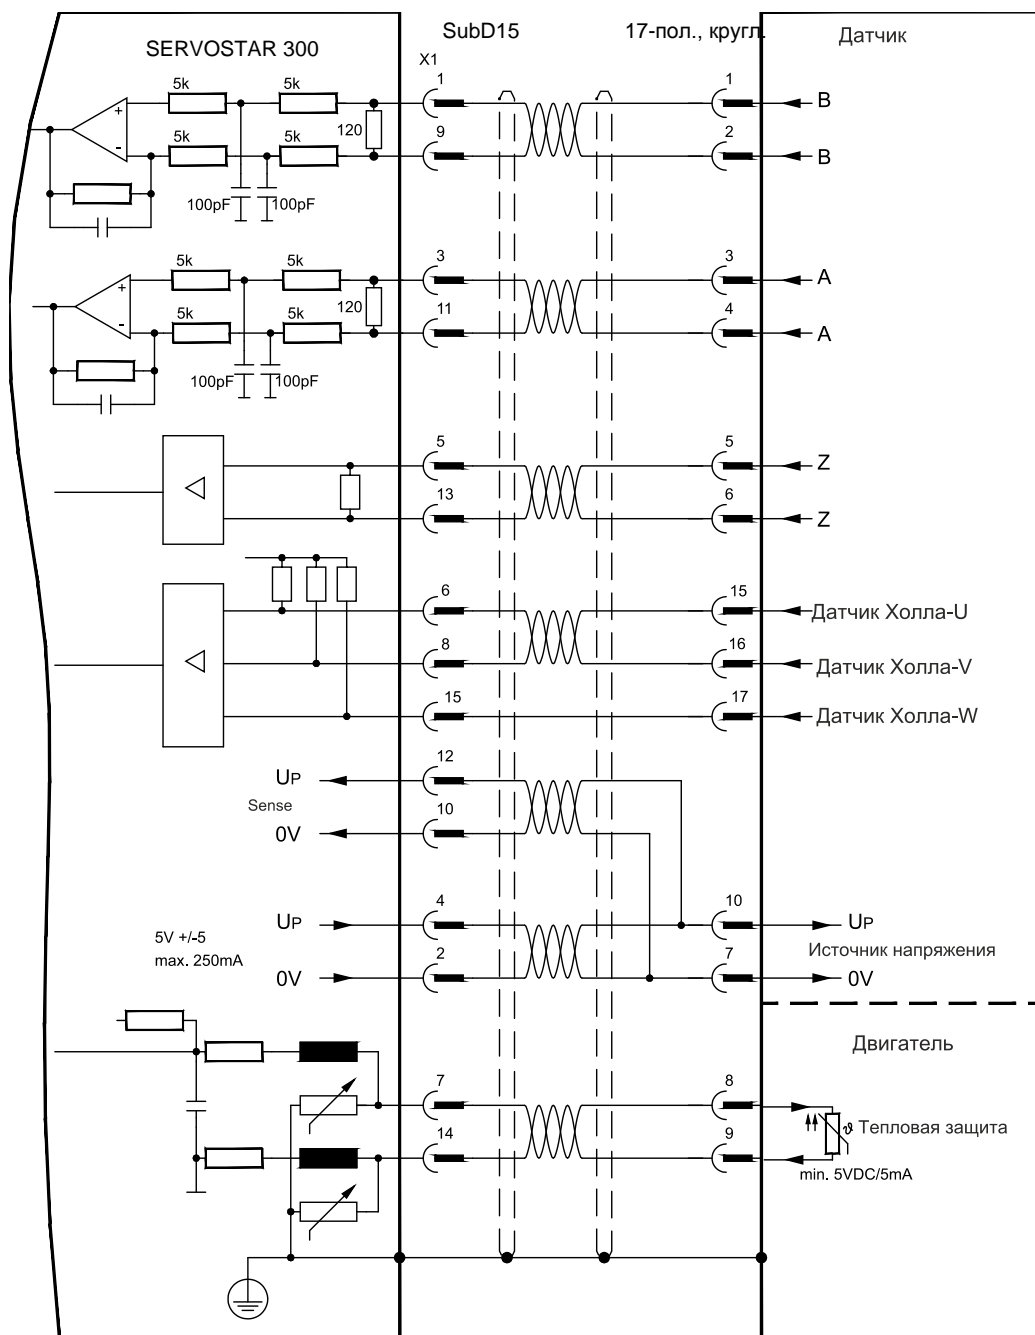 SERVOSTAR 300
SubD15
17-пол., кругл.
Датчик
X1
5k 5k 1 1 B
120
5k 5k 9 2 B
100pF 100pF
+
-
5k 5k 3 3 A
120
5k 5k 11 4 A
100pF 100pF
+
-
5 5 Z
13 6 Z
6 15 Датчик Холла-U
8 16 Датчик Холла-V
15 17 Датчик Холла-W
UP 12
Sense
0V 10
UP 4 10 UP
5V +/-5
max. 250mA
Источник напряжения
0V 2 7 0V
Двигатель
7 8
ϑ Тепловая защита
14 9
min. 5VDC/5mA